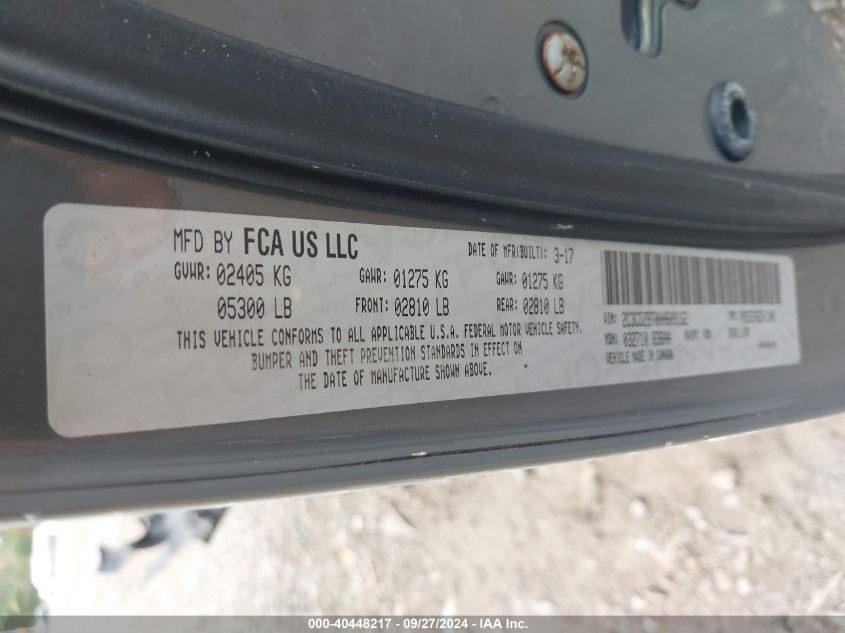 MFD BY FCA US LLC DATE OF MFR(BUILT): 3-17
GVWR: 02405 KG GAWR: 01275 KG GAWR: 01275 KG
05300 LB FRONT: 02810 LB REAR: 02810 LB
THIS VEHICLE CONFORMS TO ALL APPLICABLE U.S.A. FEDERAL MOTOR VEHICLE SAFETY.
BUMPER AND THEFT PREVENTION STANDARDS IN EFFECT ON
THE DATE OF MANUFACTURE SHOWN ABOVE.
VIN:
MDH: 032710
VEHICLE MADE IN CANADA
000-40448217 - 09/27/2024 - IAA Inc.